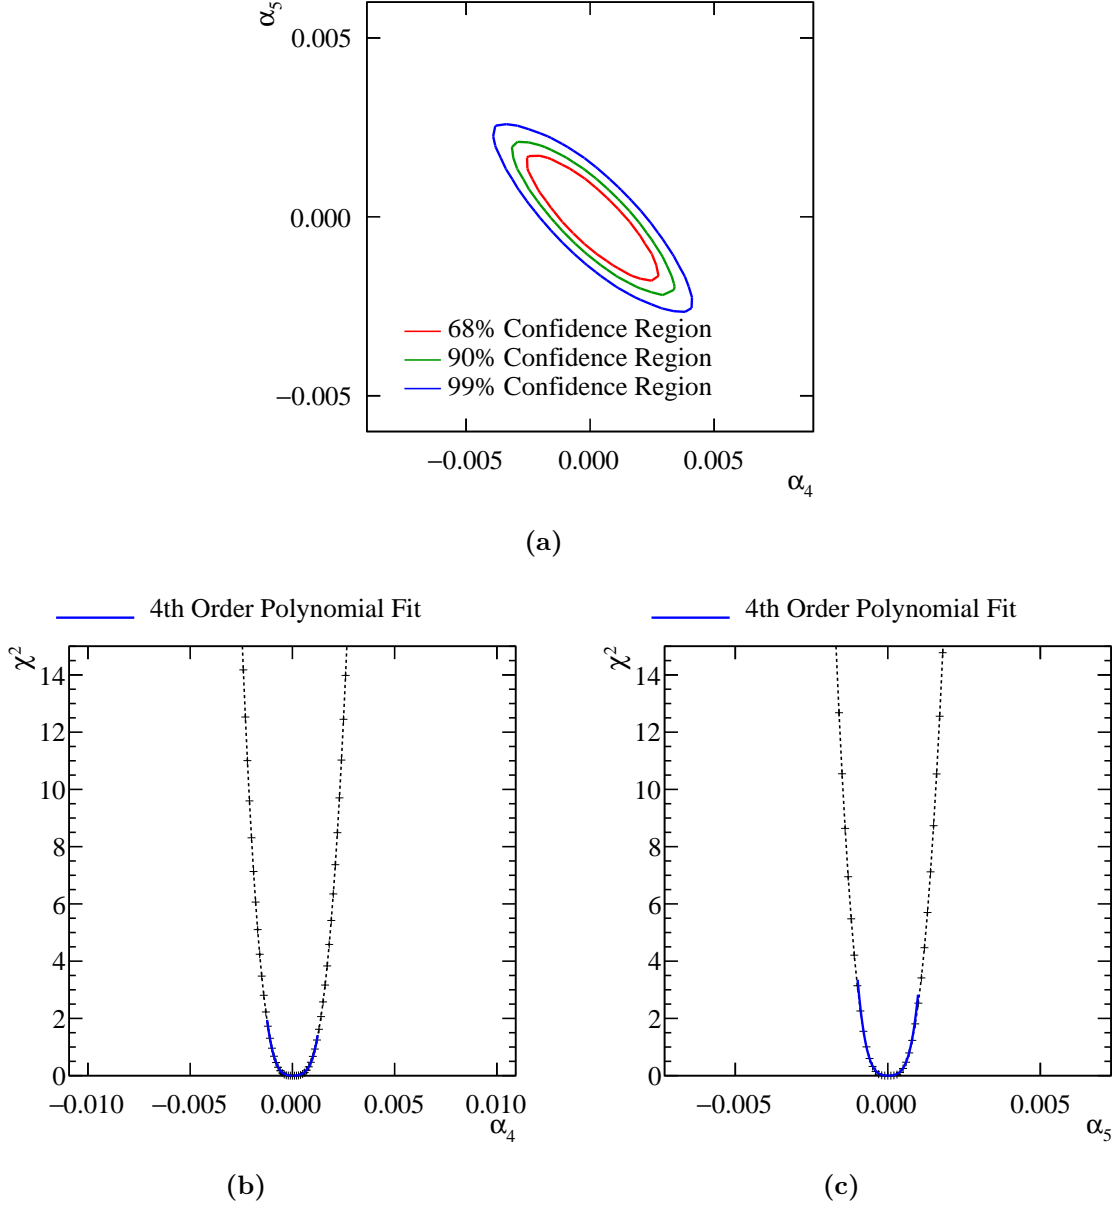 α5
0.005
0.000
−0.005
68% Confidence Region
90% Confidence Region
99% Confidence Region
−0.005 0.000 0.005
α4
(a)
4th Order Polynomial Fit
χ2
14
12
10
8
6
4
2
0
−0.010 −0.005 0.000 0.005 0.010
α4
(b)
4th Order Polynomial Fit
χ2
14
12
10
8
6
4
2
0
−0.005 0.000 0.005
α5
(c)